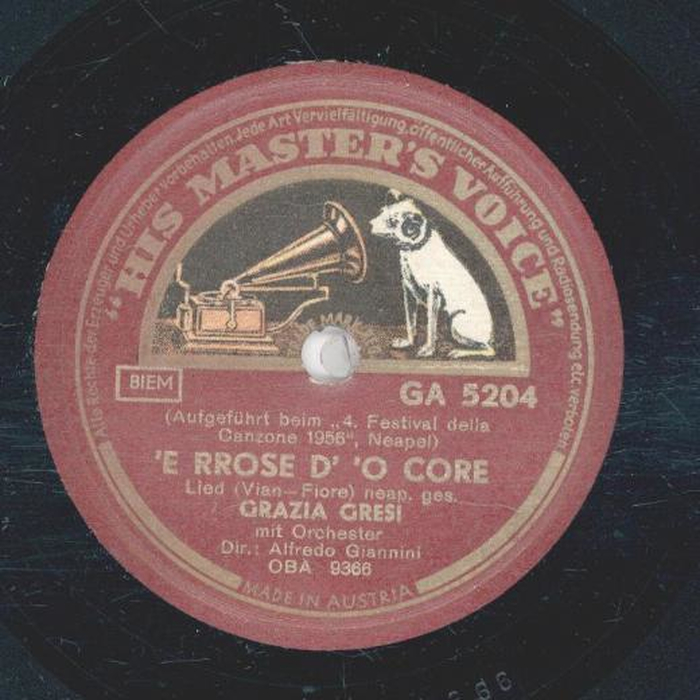 Alle Rechte der Erzeuger und Urheber vorbehalten. Jede Art Vervielfältigung, öffentlicher Aufführung und Radiosendung etc. verboten
"HIS MASTER'S VOICE"
BIEM
GA 5204
(Aufgeführt beim „4. Festival della
Canzone 1956", Neapel)
'E RROSE D' 'O CORE
Lied (Vian—Fiore) neap. ges.
GRAZIA GRESI
mit Orchester
Dir.: Alfredo Giannini
OBA 9366
MADE IN AUSTRIA